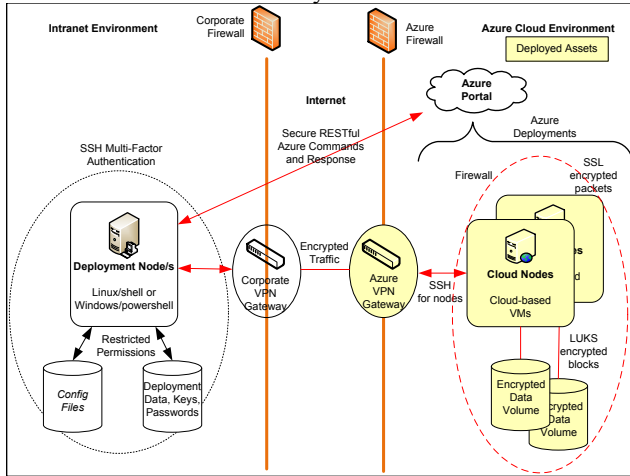 Intranet Environment
Corporate
Firewall
Azure
Firewall
Azure Cloud Environment
Deployed Assets
Internet
Azure
Portal
Secure RESTful
Azure Commands
and Response
Azure
Deployments
SSH Multi-Factor
Authentication
Firewall
SSL
encrypted
packets
Deployment Node/s
Linux/shell or
Windows/powershell
Corporate
VPN
Gateway
Encrypted
Traffic
Azure
VPN
Gateway
SSH
for nodes
Cloud Nodes
Cloud-based
VMs
Restricted
Permissions
Config
Files
Deployment
Data, Keys,
Passwords
LUKS
encrypted
blocks
Encrypted
Data
Volume
Encrypted
Data
Volume